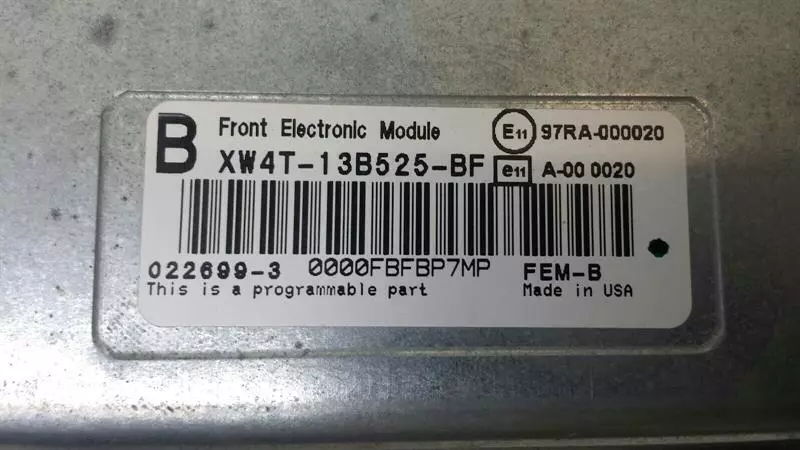 B Front Electronic Module E11 97RA-000020
XW4T-13B525-BF e11 A-00 0020
022699-3 0000FBFBP7MP FEM-B
This is a programmable part Made in USA